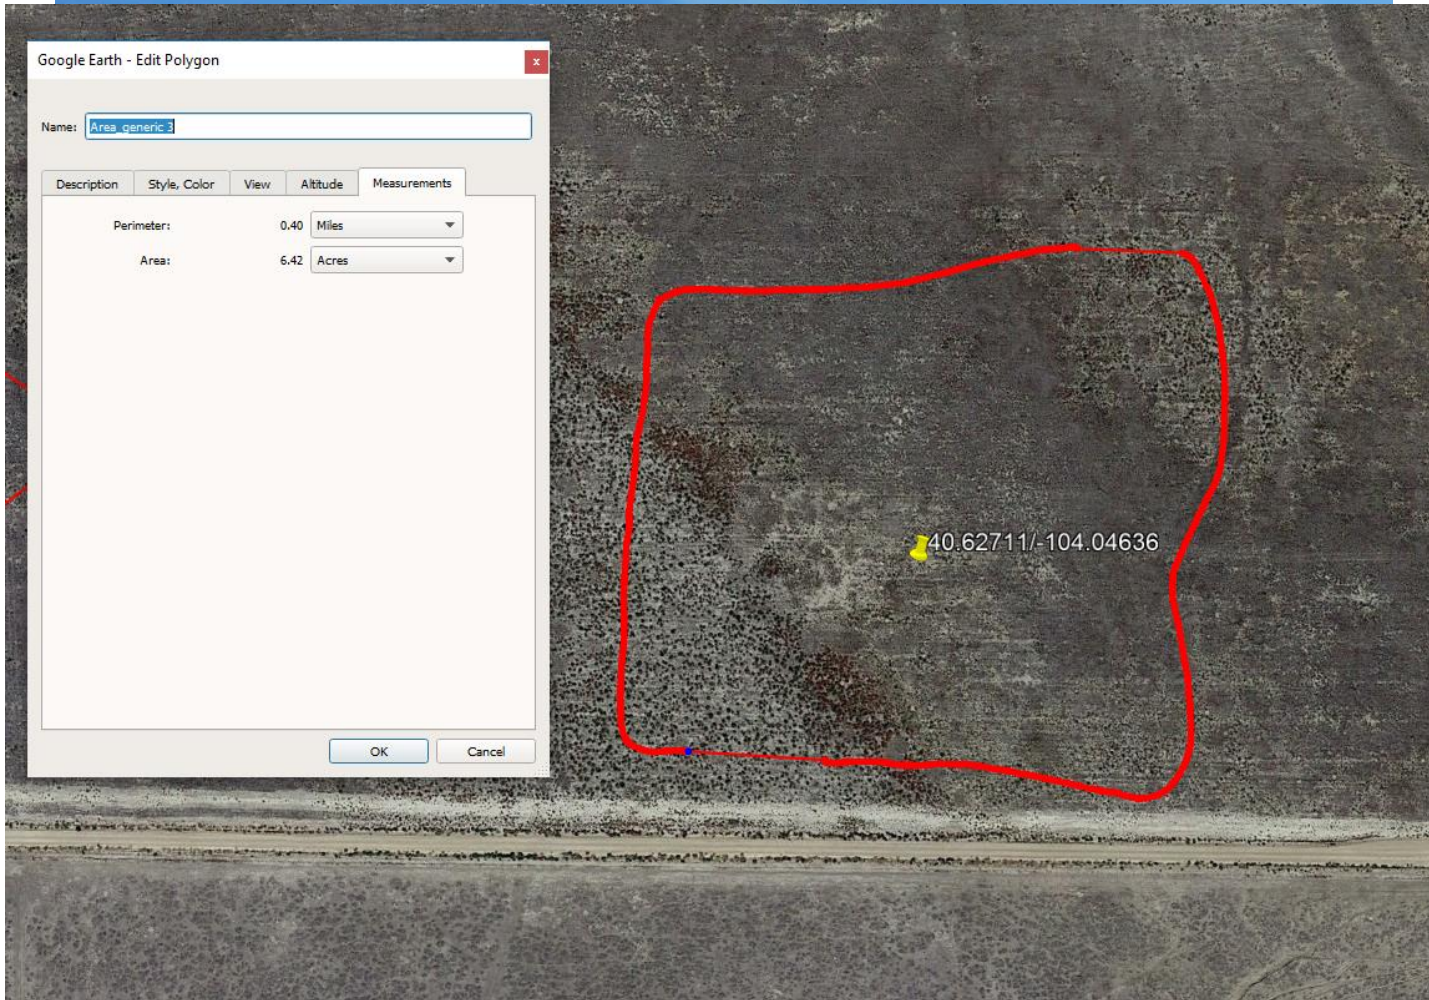 Google Earth - Edit Polygon
x
Name: Area_generic 3
Description Style, Color View Altitude Measurements
Perimeter: 0.40 Miles
Area: 6.42 Acres
40.62711/-104.04636
OK Cancel